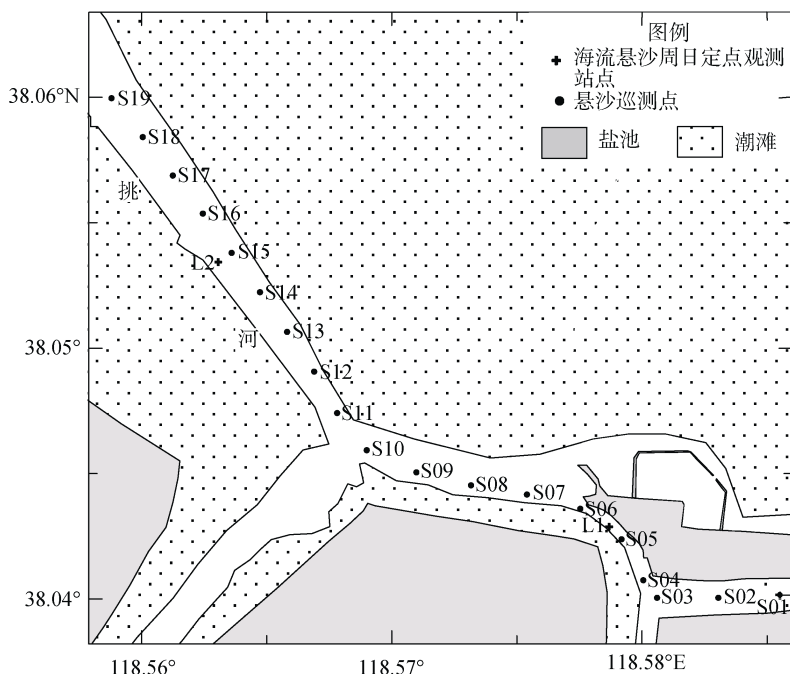 图例
海流悬沙周日定点观测
站点
悬沙巡测点
盐池
潮滩
38.06°N
S19
S18
S17
挑
S16
S15
L2
S14
S13
河
38.05°
S12
S11
S10
S09
S08
S07
S06
L1
S05
S04
38.04°
S03
S02
S01
118.56°
118.57°
118.58°E